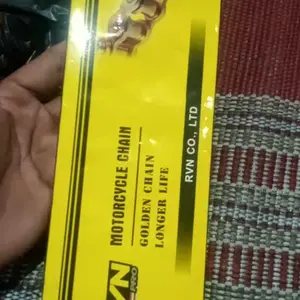 MOTORCYCLE CHAIN
GOLDEN CHAIN
LONGER LIFE
RVN CO., LTD